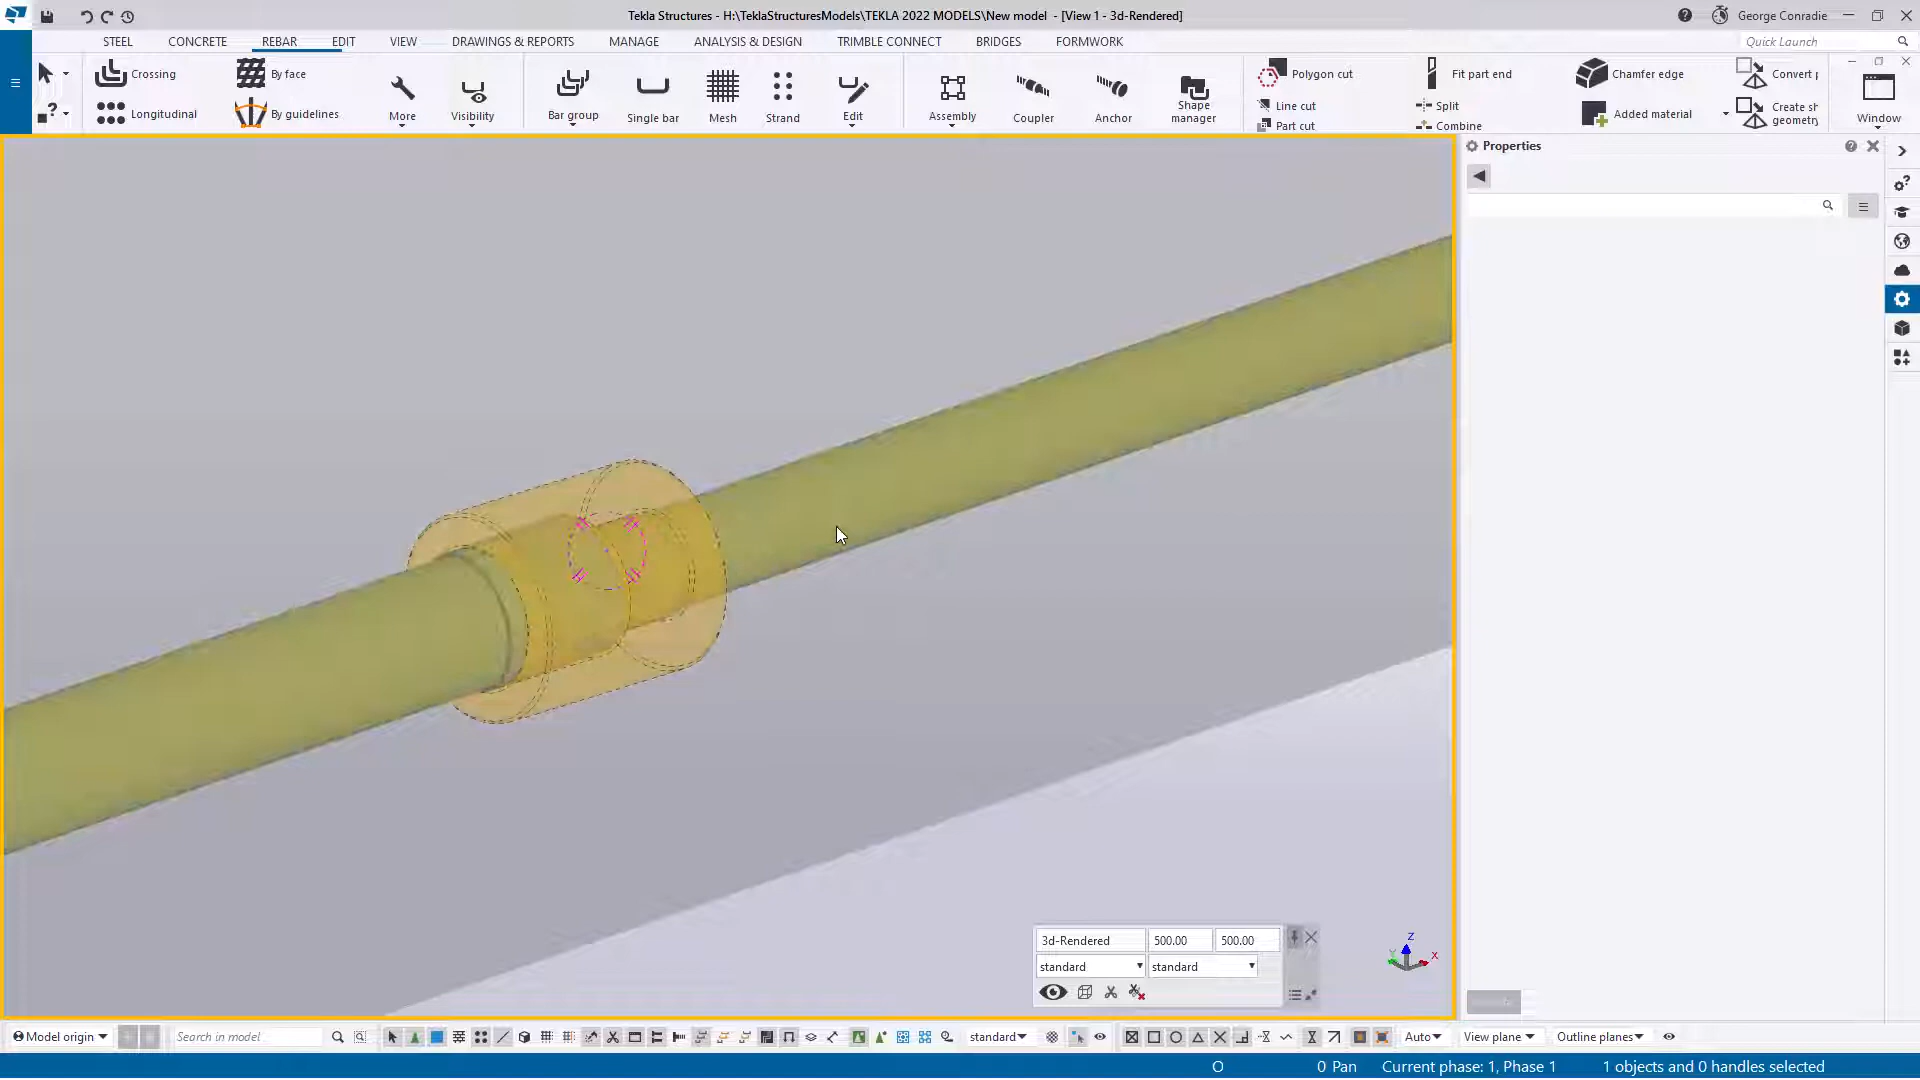 Tekla Structures - H:\TeklaStructuresModels\TEKLA 2022 MODELS\New model - [View 1 - 3d-Rendered]
George Conradie
STEEL CONCRETE REBAR EDIT VIEW DRAWINGS & REPORTS MANAGE ANALYSIS & DESIGN TRIMBLE CONNECT BRIDGES FORMWORK
Quick Launch
Crossing
Longitudinal
By face
By guidelines
More
Visibility
Bar group
Single bar
Mesh
Strand
Edit
Assembly
Coupler
Anchor
Shape
manager
Polygon cut
Line cut
Part cut
Fit part end
Split
Combine
Chamfer edge
Added material
Convert p
Create sh
geometry
Window
Properties
3d-Rendered 500.00 500.00
standard standard
Z
X
Y
Model origin
Search in model
standard
Auto
View plane
Outline planes
O 0 Pan Current phase: 1, Phase 1 1 objects and 0 handles selected